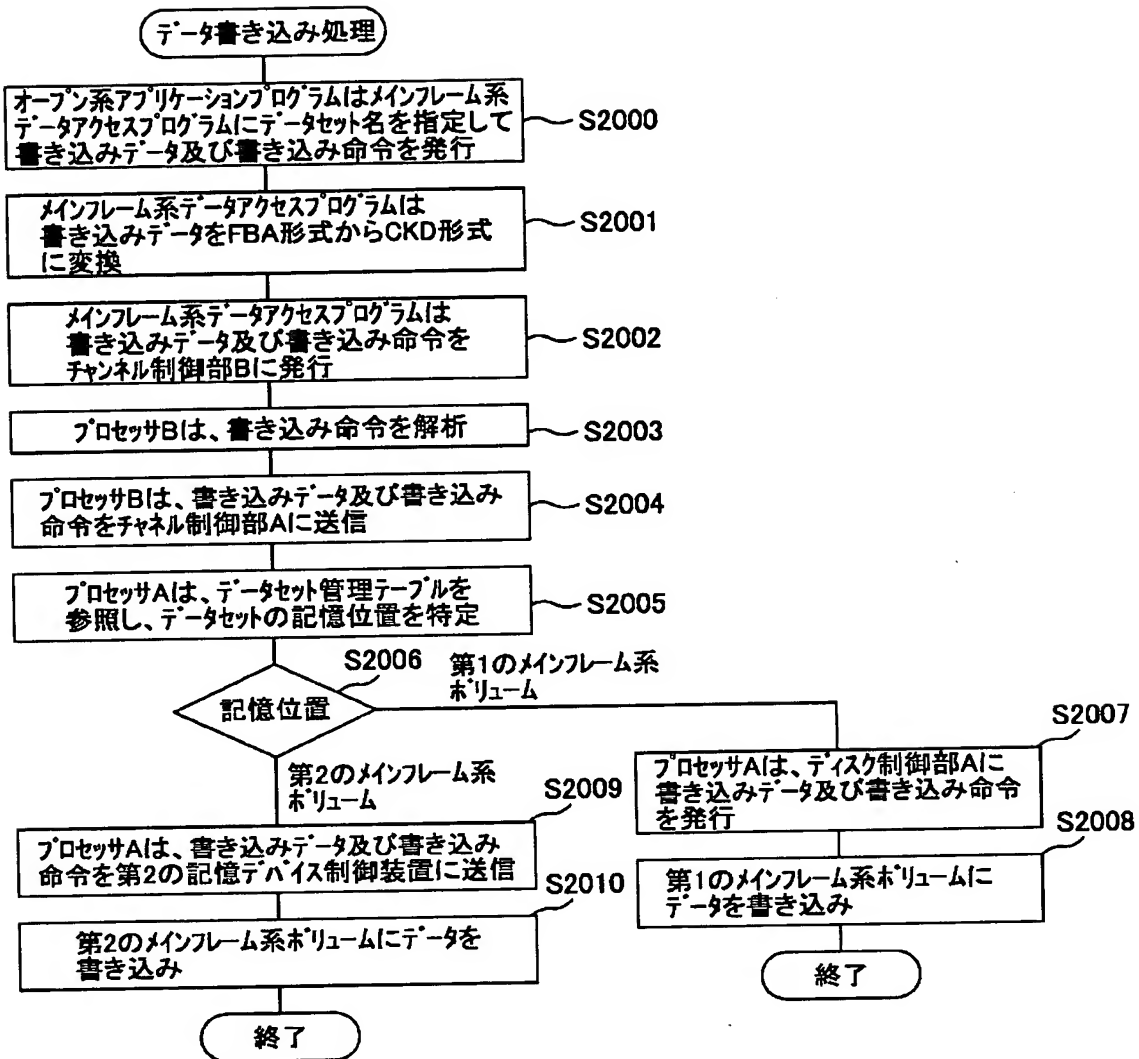 データ書き込み処理
オープン系アプリケーションプログラムはメインフレーム系
データアクセスプログラムにデータセット名を指定して
書き込みデータ及び書き込み命令を発行
S2000
メインフレーム系データアクセスプログラムは
書き込みデータをFBA形式からCKD形式
に変換
S2001
メインフレーム系データアクセスプログラムは
書き込みデータ及び書き込み命令を
チャンネル制御部Bに発行
S2002
プロセッサBは、書き込み命令を解析
S2003
プロセッサBは、書き込みデータ及び書き込み
命令をチャネル制御部Aに送信
S2004
プロセッサAは、データセット管理テーブルを
参照し、データセットの記憶位置を特定
S2005
S2006
記憶位置
第1のメインフレーム系
ボリューム
S2007
プロセッサAは、ディスク制御部Aに
書き込みデータ及び書き込み命令
を発行
S2008
第1のメインフレーム系ボリュームに
データを書き込み
終了
第2のメインフレーム系
ボリューム
S2009
プロセッサAは、書き込みデータ及び書き込み
命令を第2の記憶デバイス制御装置に送信
S2010
第2のメインフレーム系ボリュームにデータを
書き込み
終了